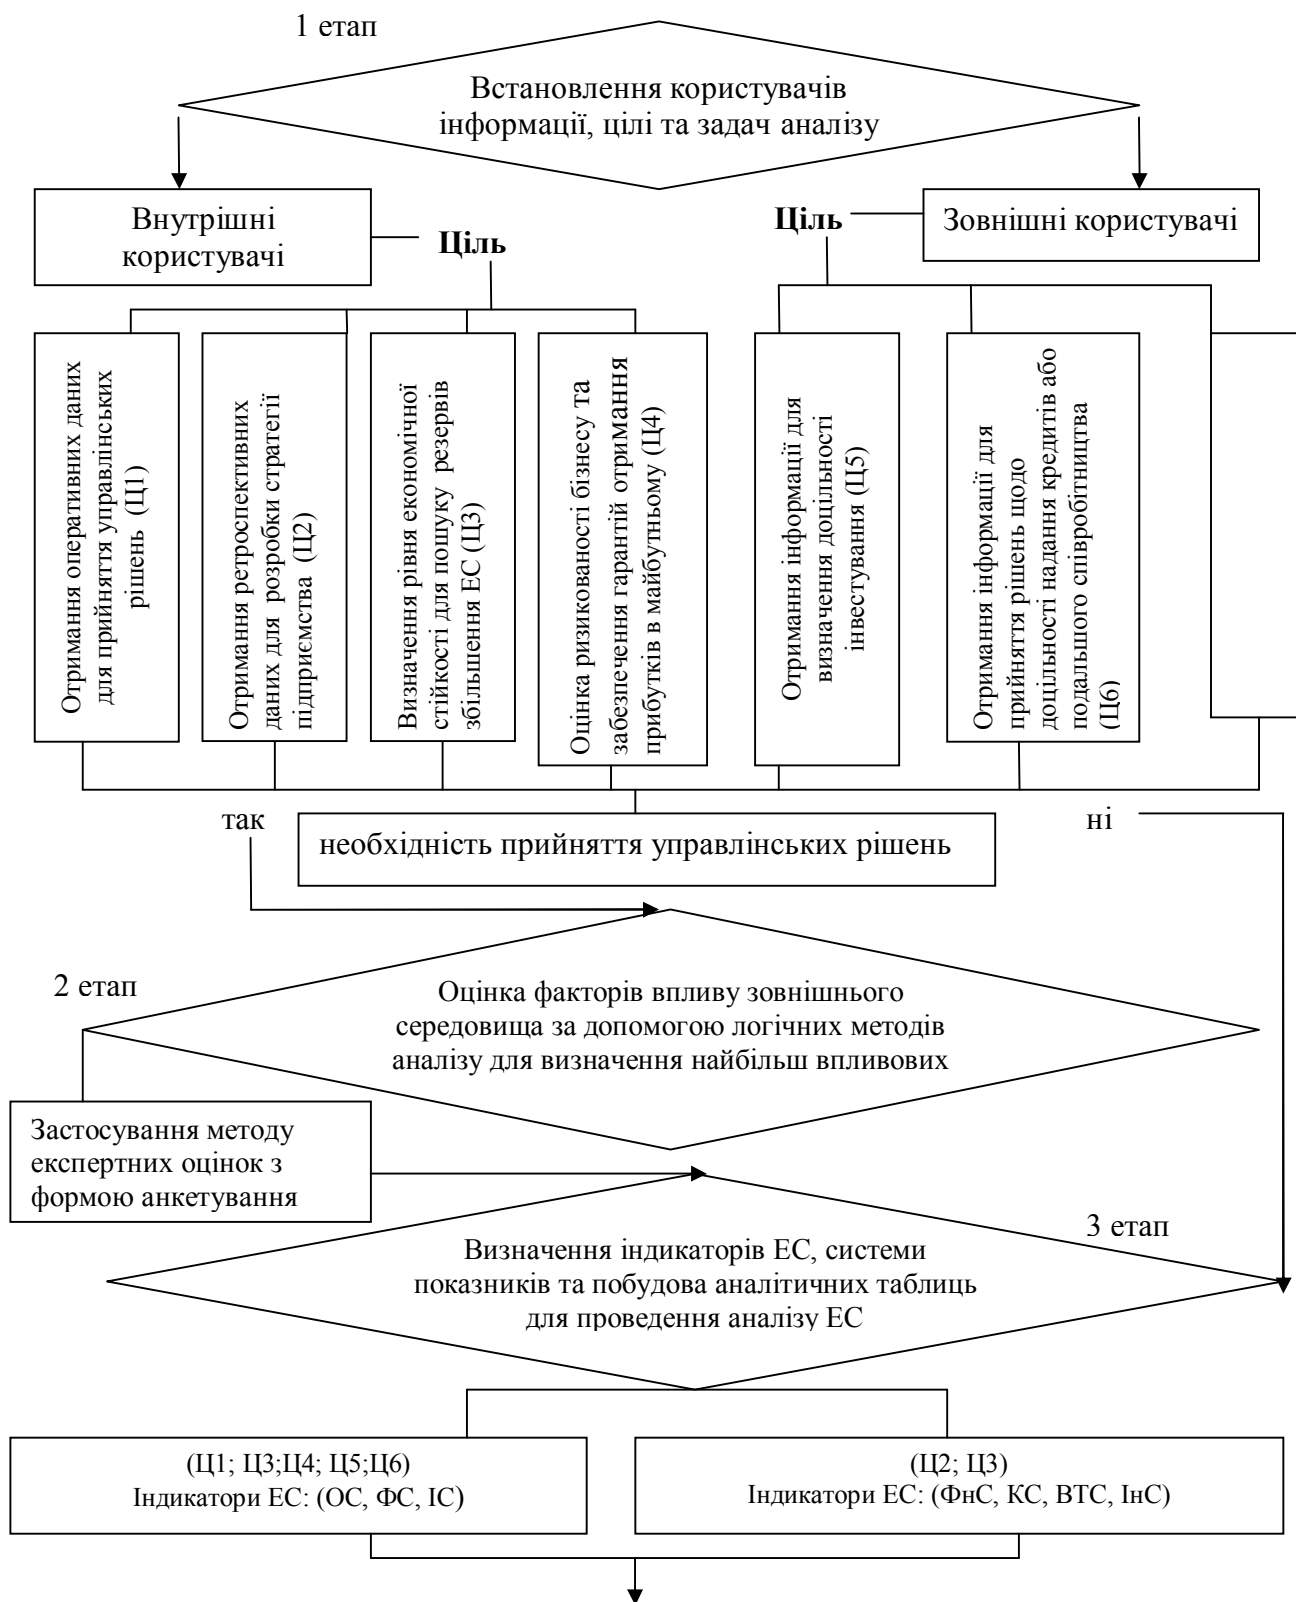 1 етап
Встановлення користувачів
інформації, цілі та задач аналізу
Внутрішні
користувачі
Ціль
Ціль
Зовнішні користувачі
Отримання оперативних даних
для прийняття управлінських
рішень (Ц1)
Отримання ретроспективних
даних для розробки стратегії
підприємства (Ц2)
Визначення рівня економічної
стійкості для пошуку резервів
збільшення ЕС (Ц3)
Оцінка ризикованості бізнесу та
забезпечення гарантій отримання
прибутків в майбутньому (Ц4)
Отримання інформації для
визначення доцільності
інвестування (Ц5)
Отримання інформації для
прийняття рішень щодо
доцільності надання кредитів або
подальшого співробітництва
(Ц6)
так
необхідність прийняття управлінських рішень
ні
2 етап
Оцінка факторів впливу зовнішнього
середовища за допомогою логічних методів
аналізу для визначення найбільш впливових
Застосування методу
експертних оцінок з
формою анкетування
3 етап
Визначення індикаторів ЕС, системи
показників та побудова аналітичних таблиць
для проведення аналізу ЕС
(Ц1; Ц3;Ц4; Ц5;Ц6)
Індикатори ЕС: (ОС, ФС, ІС)
(Ц2; Ц3)
Індикатори ЕС: (ФнС, КС, ВТС, ІнС)